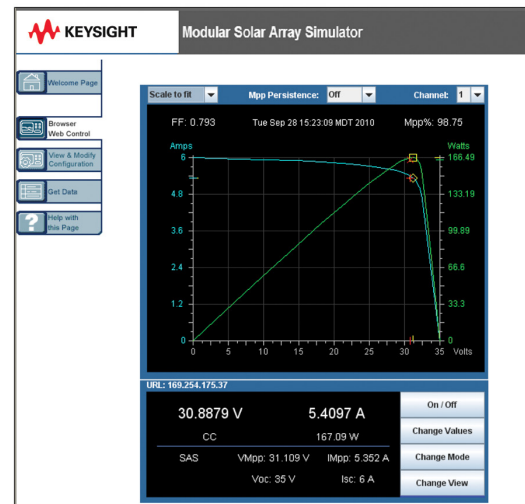 KEYSIGHT
Modular Solar Array Simulator
Welcome Page
Browser
Web Control
View & Modify
Configuration
Get Data
Help with
this Page
Scale to fit Mpp Persistence: Off Channel: 1
FF: 0.793 Tue Sep 28 15:23:09 MDT 2010 Mpp%: 98.75
Amps Watts
6 166.49
4.8 133.19
3.6 99.89
2.4 66.6
1.2 33.3
0 0
0 5 10 15 20 25 30 35 Volts
URL: 169.254.175.37
30.8879 V 5.4097 A
CC 167.09 W
SAS VMpp: 31.109 V IMpp: 5.352 A
Voc: 35 V Isc: 6 A
On / Off
Change Values
Change Mode
Change View